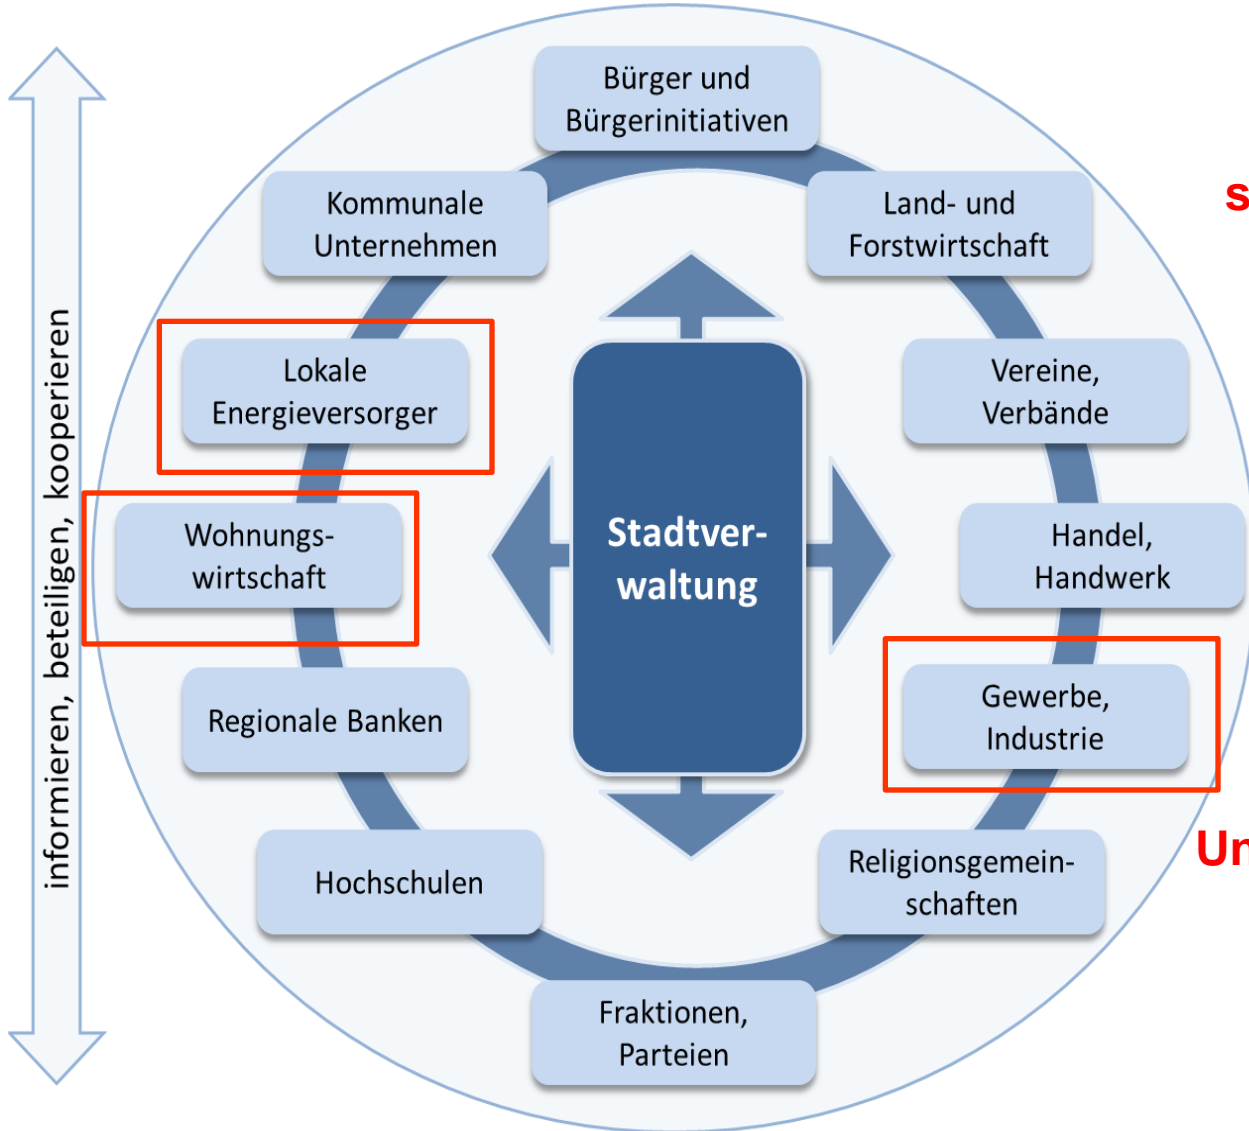 informieren, beteiligen, kooperieren
Bürger und
Bürgerinitiativen
Kommunale
Unternehmen
Land- und
Forstwirtschaft
Lokale
Energieversorger
Vereine,
Verbände
Wohnungs-
wirtschaft
Stadtver-
waltung
Handel,
Handwerk
Regionale Banken
Gewerbe,
Industrie
Hochschulen
Religionsgemein-
schaften
Fraktionen,
Parteien